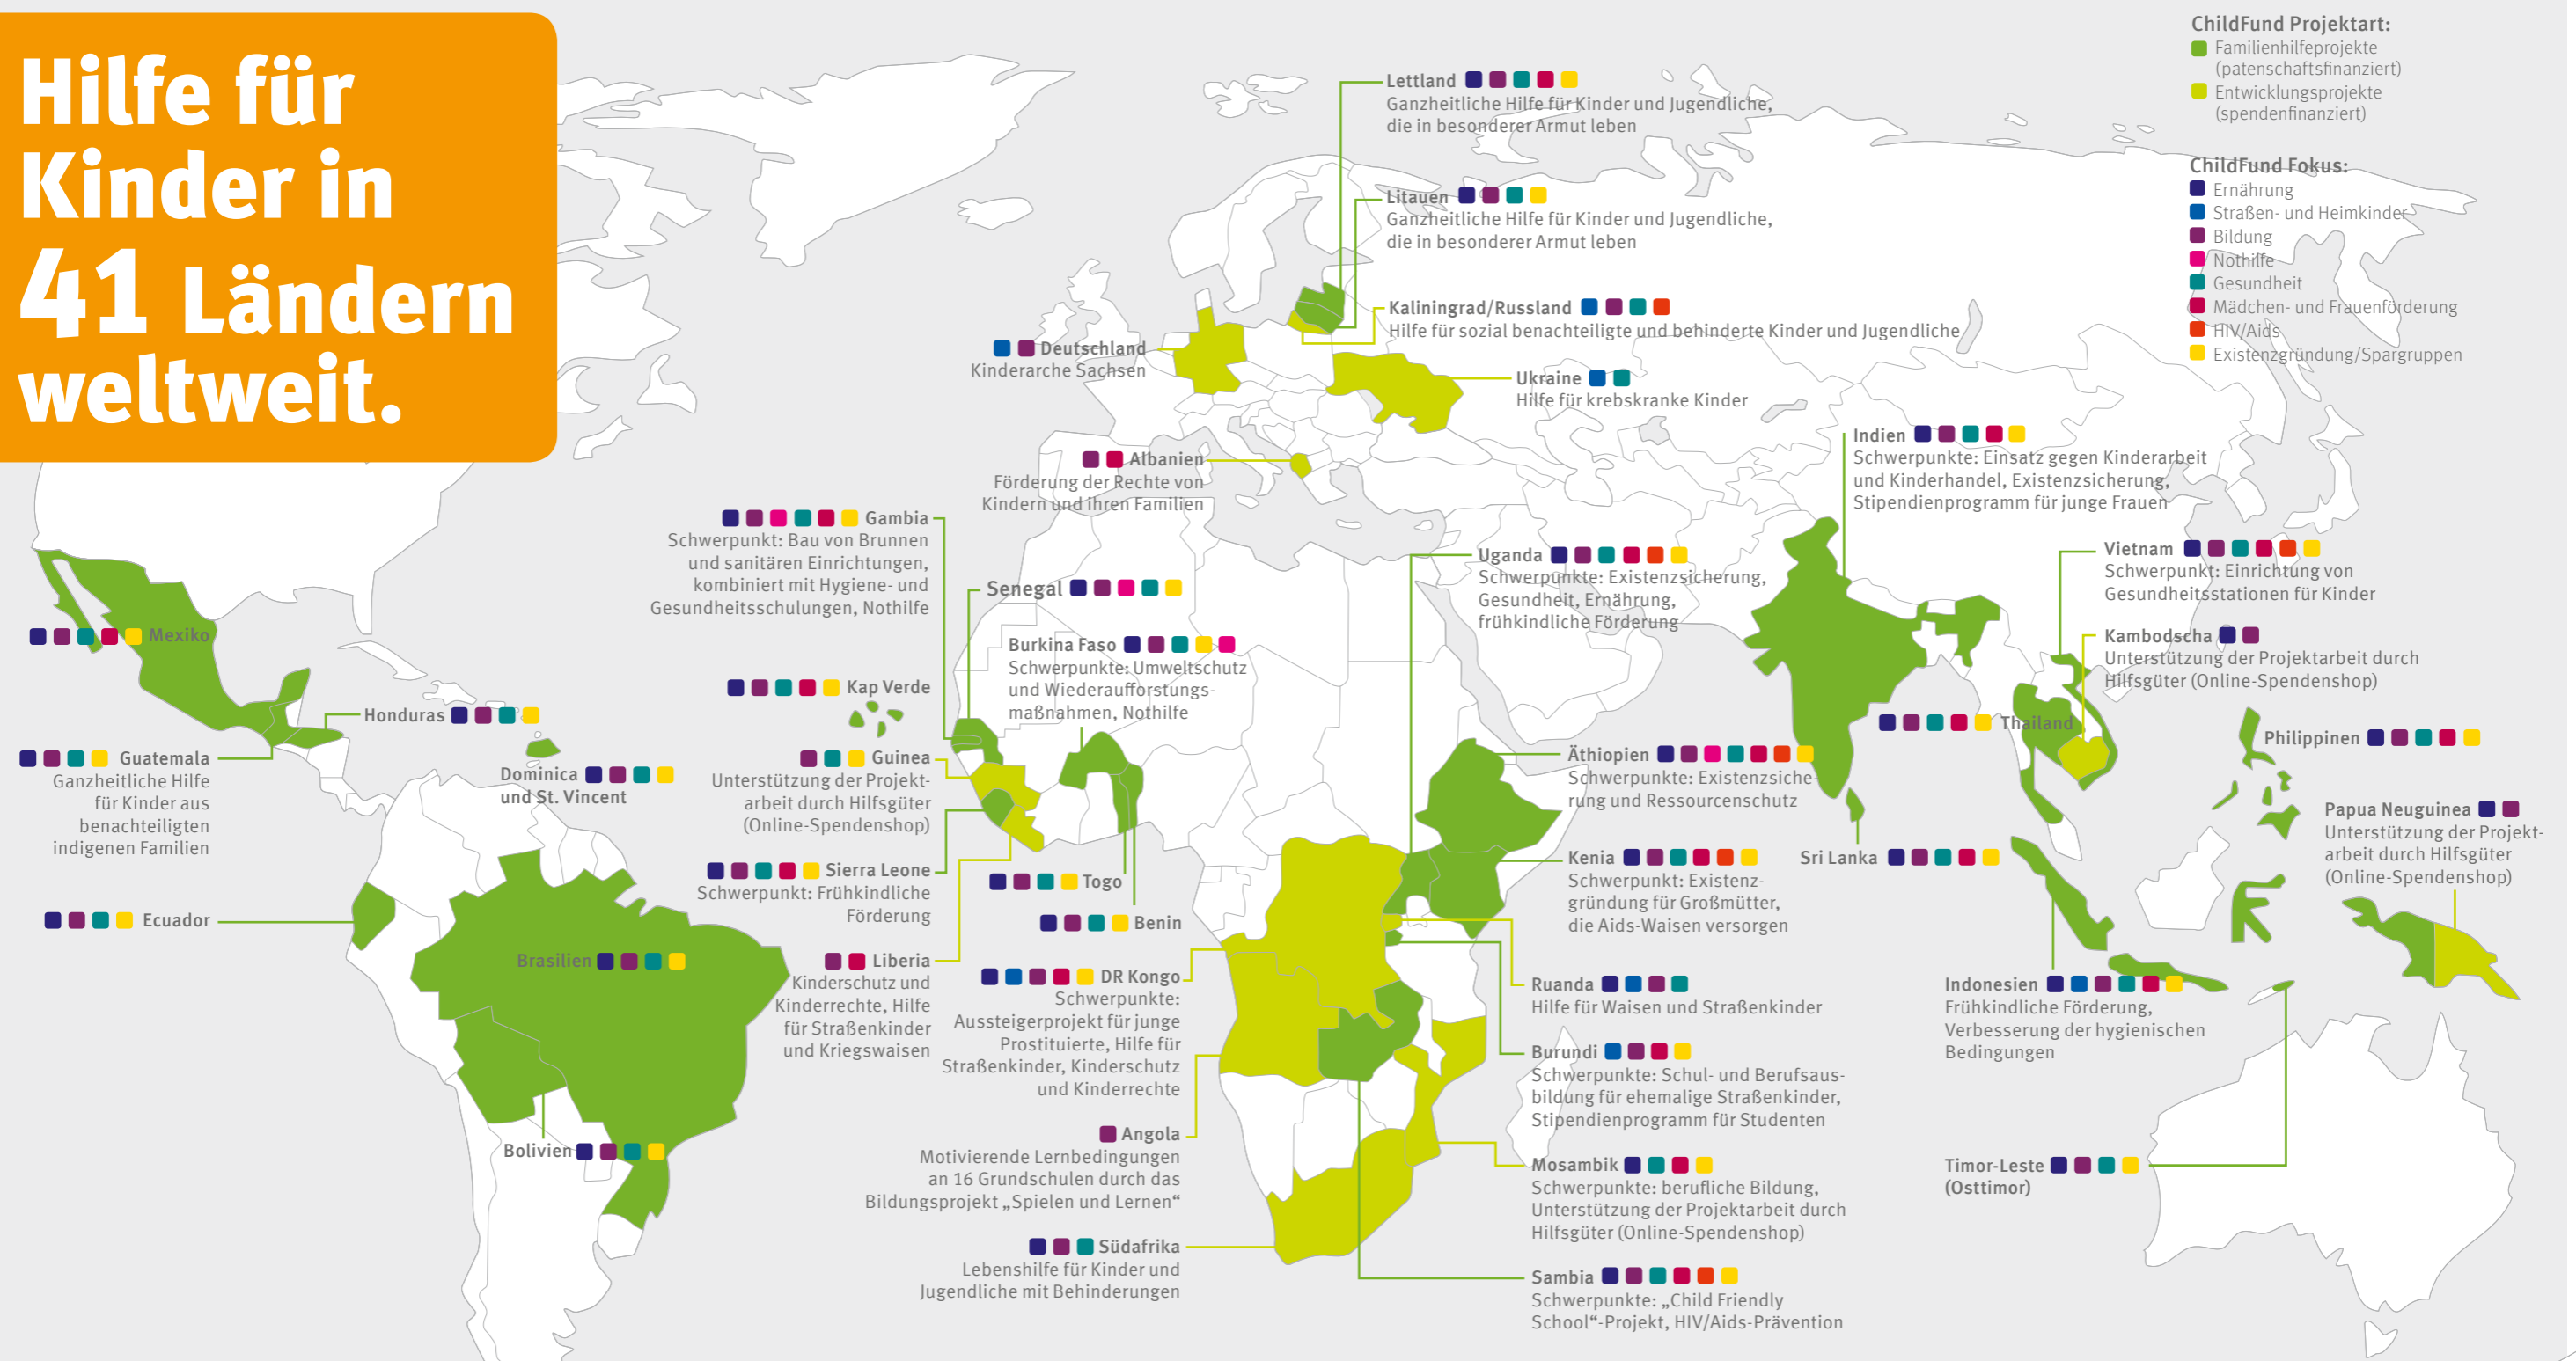 Hilfe für
Kinder in
41 Ländern
weltweit.
ChildFund Projektart:
Familienhilfeprojekte
(patenschaftsfinanziert)
Entwicklungsprojekte
(spendenfinanziert)
ChildFund Fokus:
Ernährung
Straßen- und Heimkinder
Bildung
Nothilfe
Gesundheit
Mädchen- und Frauenförderung
HIV/Aids
Existenzgründung/Spargruppen
Lettland
Ganzheitliche Hilfe für Kinder und Jugendliche,
die in besonderer Armut leben
Litauen
Ganzheitliche Hilfe für Kinder und Jugendliche,
die in besonderer Armut leben
Kaliningrad/Russland
Hilfe für sozial benachteiligte und behinderte Kinder und Jugendliche
Deutschland
Kinderarche Sachsen
Ukraine
Hilfe für krebskranke Kinder
Albanien
Förderung der Rechte von
Kindern und ihren Familien
Indien
Schwerpunkte: Einsatz gegen Kinderarbeit
und Kinderhandel, Existenzsicherung,
Stipendienprogramm für junge Frauen
Gambia
Schwerpunkt: Bau von Brunnen
und sanitären Einrichtungen,
kombiniert mit Hygiene- und
Gesundheitsschulungen, Nothilfe
Senegal
Uganda
Schwerpunkte: Existenzsicherung,
Gesundheit, Ernährung,
frühkindliche Förderung
Vietnam
Schwerpunkt: Einrichtung von
Gesundheitsstationen für Kinder
Kambodscha
Unterstützung der Projektarbeit durch
Hilfsgüter (Online-Spendenshop)
Mexiko
Burkina Faso
Schwerpunkte: Umweltschutz
und Wiederaufforstungs-
maßnahmen, Nothilfe
Kap Verde
Honduras
Thailand
Philippinen
Guatemala
Ganzheitliche Hilfe
für Kinder aus
benachteiligten
indigenen Familien
Dominica
und St. Vincent
Guinea
Unterstützung der Projekt-
arbeit durch Hilfsgüter
(Online-Spendenshop)
Äthiopien
Schwerpunkte: Existenzsiche-
rung und Ressourcenschutz
Papua Neuguinea
Unterstützung der Projekt-
arbeit durch Hilfsgüter
(Online-Spendenshop)
Sierra Leone
Schwerpunkt: Frühkindliche
Förderung
Togo
Kenia
Schwerpunkt: Existenz-
gründung für Großmütter,
die Aids-Waisen versorgen
Sri Lanka
Ecuador
Benin
Brasilien
Liberia
Kinderschutz und
Kinderrechte, Hilfe
für Straßenkinder
und Kriegswaisen
DR Kongo
Schwerpunkte:
Aussteigerprojekt für junge
Prostituierte, Hilfe für
Straßenkinder, Kinderschutz
und Kinderrechte
Ruanda
Hilfe für Waisen und Straßenkinder
Indonesien
Frühkindliche Förderung,
Verbesserung der hygienischen
Bedingungen
Burundi
Schwerpunkte: Schul- und Berufsaus-
bildung für ehemalige Straßenkinder,
Stipendienprogramm für Studenten
Bolivien
Angola
Motivierende Lernbedingungen
an 16 Grundschulen durch das
Bildungsprojekt „Spielen und Lernen“
Mosambik
Schwerpunkte: berufliche Bildung,
Unterstützung der Projektarbeit durch
Hilfsgüter (Online-Spendenshop)
Timor-Leste
(Osttimor)
Südafrika
Lebenshilfe für Kinder und
Jugendliche mit Behinderungen
Sambia
Schwerpunkte: „Child Friendly
School“-Projekt, HIV/Aids-Prävention